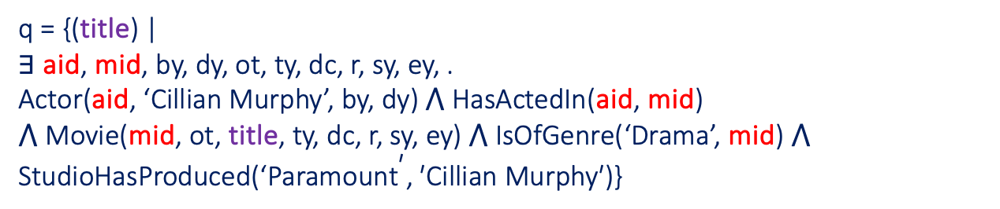 q = {(title) |
∃ aid, mid, by, dy, ot, ty, dc, r, sy, ey, .
Actor(aid, ‘Cillian Murphy’, by, dy) Λ HasActedIn(aid, mid)
Λ Movie(mid, ot, title, ty, dc, r, sy, ey) Λ IsOfGenre(‘Drama’, mid) Λ
StudioHasProduced(‘Paramount′, ′Cillian Murphy′)}